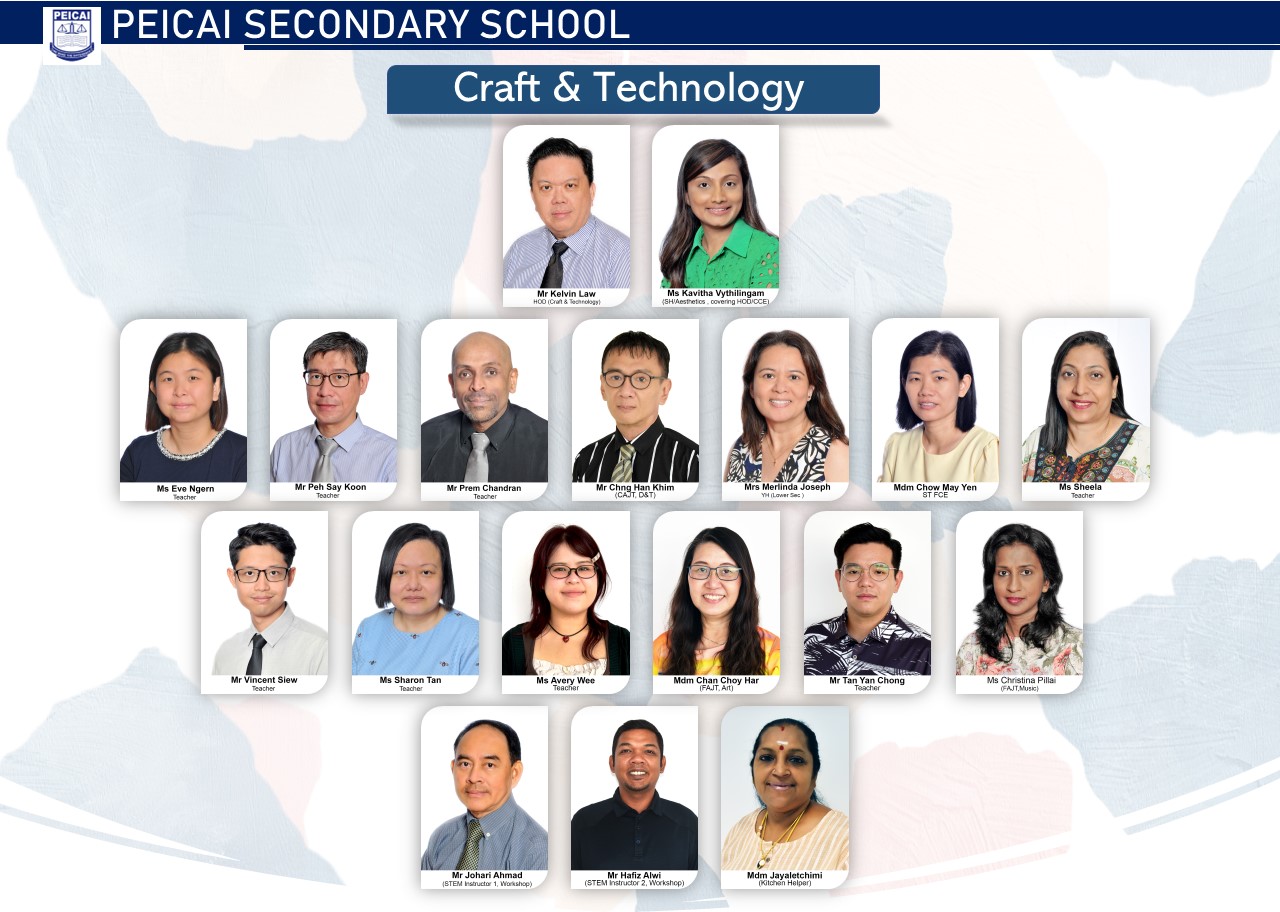 PEICAI
PEICAI SECONDARY SCHOOL
Craft & Technology
Mr Kelvin Law
HOD (Craft & Technology)
Ms Kavitha Vythilingam
(SH/Aesthetics , covering HOD/CCE)
Ms Eve Ngern
Teacher
Mr Peh Say Koon
Teacher
Mr Prem Chandran
Teacher
Mr Chng Han Khim
(CAJT, D&T)
Mrs Merlinda Joseph
YH (Lower Sec )
Mdm Chow May Yen
ST FCE
Ms Sheela
Teacher
Mr Vincent Siew
Teacher
Ms Sharon Tan
Teacher
Ms Avery Wee
Teacher
Mdm Chan Choy Har
(FAJT, Art)
Mr Tan Yan Chong
Teacher
Ms Christina Pillai
(FAJT,Music)
Mr Johari Ahmad
(STEM Instructor 1, Workshop)
Mr Hafiz Alwi
(STEM Instructor 2, Workshop)
Mdm Jayaletchimi
(Kitchen Helper)